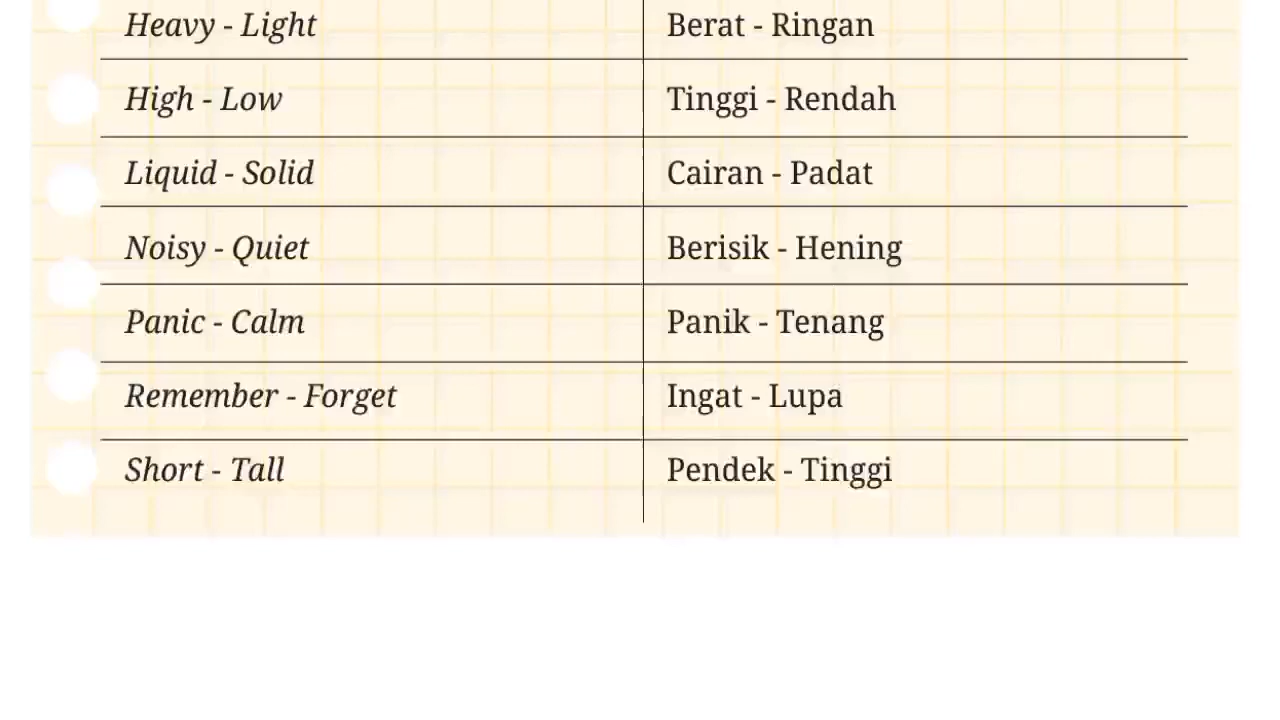 Heavy - Light Berat - Ringan
High - Low Tinggi - Rendah
Liquid - Solid Cairan - Padat
Noisy - Quiet Berisik - Hening
Panic - Calm Panik - Tenang
Remember - Forget Ingat - Lupa
Short - Tall Pendek - Tinggi